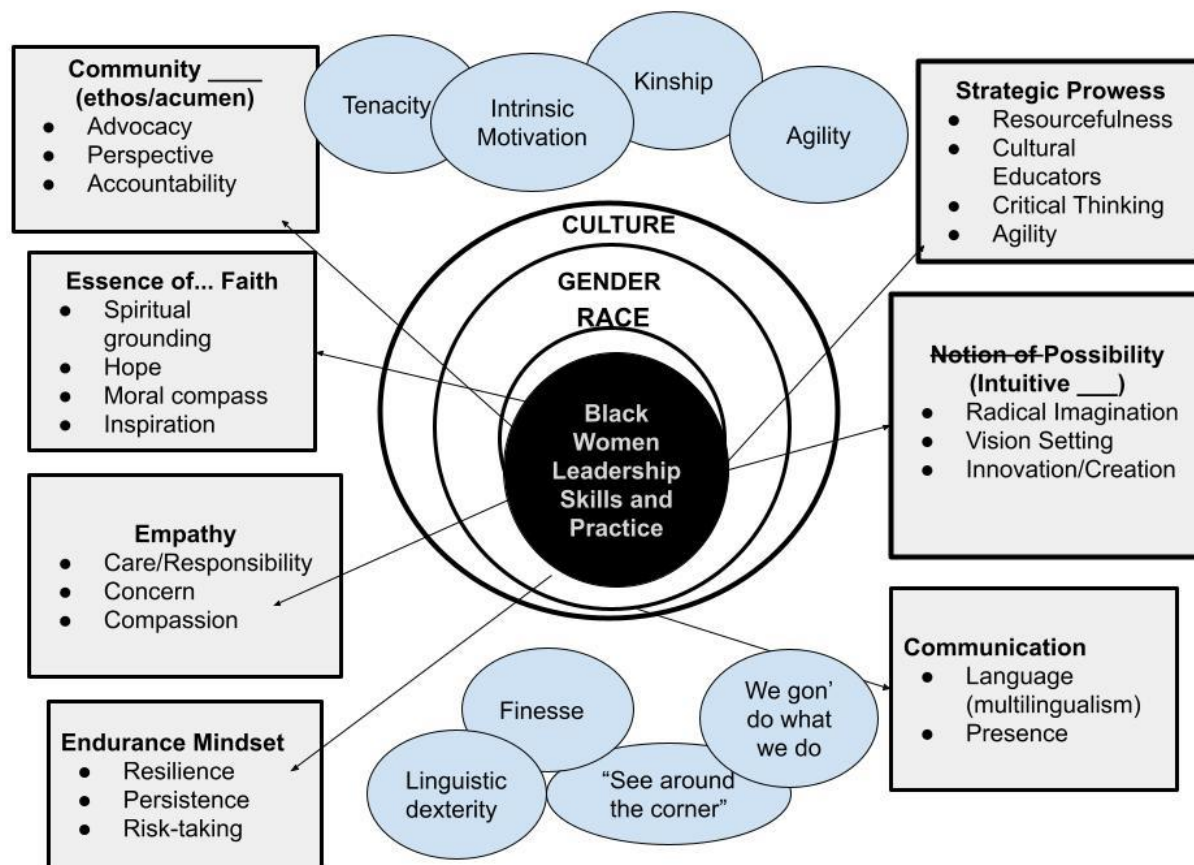 Community ____
(ethos/acumen)
● Advocacy
● Perspective
● Accountability
Tenacity
Intrinsic
Motivation
Kinship
Agility
Strategic Prowess
● Resourcefulness
● Cultural
Educators
● Critical Thinking
● Agility
Essence of... Faith
● Spiritual
grounding
● Hope
● Moral compass
● Inspiration
CULTURE
GENDER
RACE
Black
Women
Leadership
Skills and
Practice
Notion of Possibility
(Intuitive ___)
● Radical Imagination
● Vision Setting
● Innovation/Creation
Empathy
● Care/Responsibility
● Concern
● Compassion
Communication
● Language
(multilingualism)
● Presence
Endurance Mindset
● Resilience
● Persistence
● Risk-taking
Finesse
Linguistic
dexterity
“See around
the corner”
We gon’
do what
we do